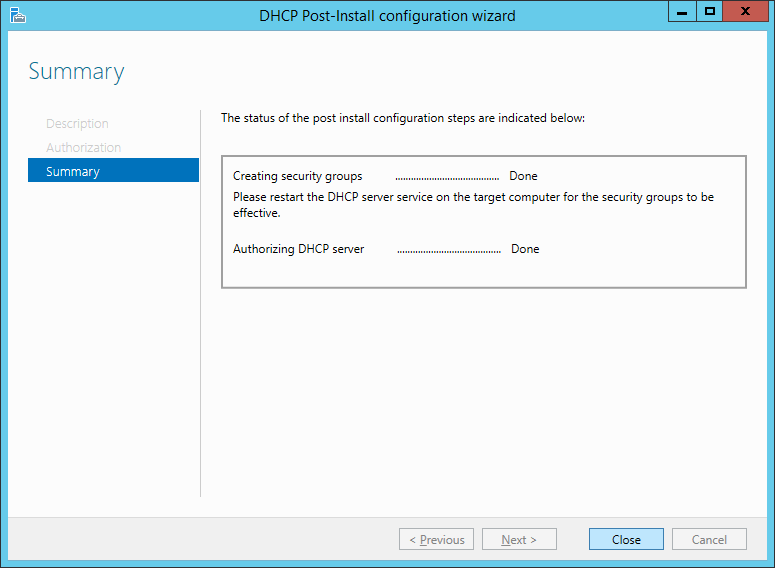 DHCP Post-Install configuration wizard
Summary
Description
Authorization
Summary
The status of the post install configuration steps are indicated below:
Creating security groups ........................................ Done
Please restart the DHCP server service on the target computer for the security groups to be
effective.
Authorizing DHCP server ........................................ Done
< Previous
Next >
Close
Cancel